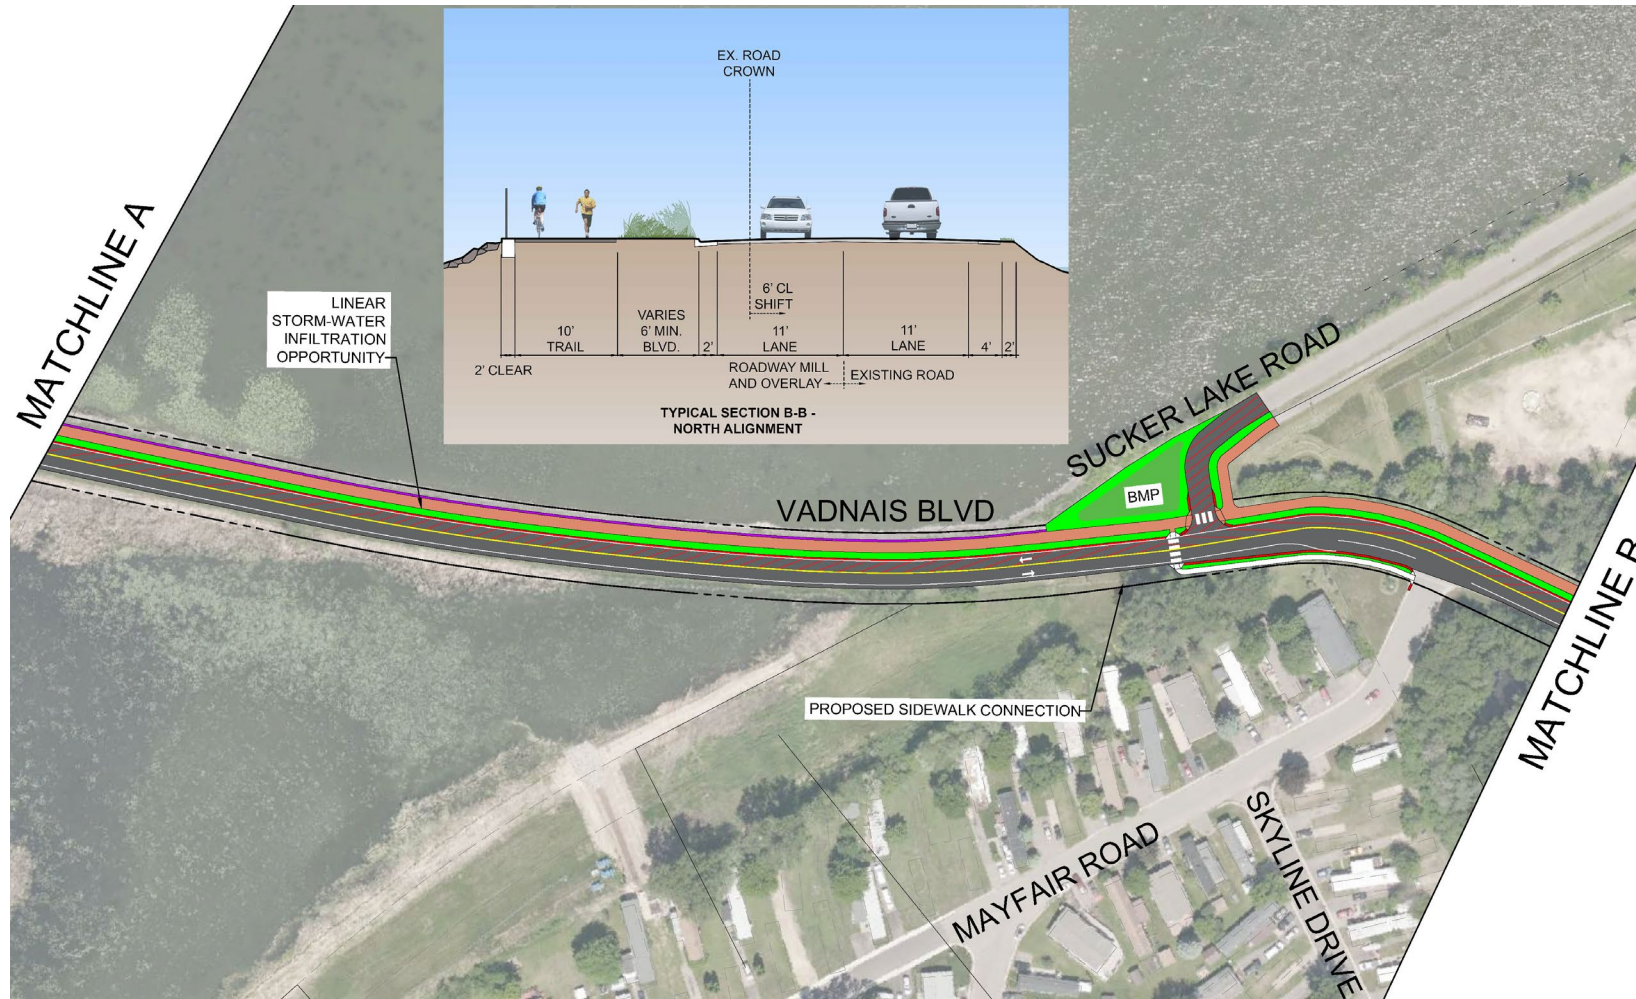 EX. ROAD
CROWN
6' CL
SHIFT
2' CLEAR
10'
TRAIL
VARIES
6' MIN.
BLVD.
2'
11'
LANE
11'
LANE
4'
2'
ROADWAY MILL
AND OVERLAY
EXISTING ROAD
TYPICAL SECTION B-B -
NORTH ALIGNMENT
MATCHLINE A
LINEAR
STORM-WATER
INFILTRATION
OPPORTUNITY
VADNAIS BLVD
SUCKER LAKE ROAD
BMP
MATCHLINE B
PROPOSED SIDEWALK CONNECTION
MAYFAIR ROAD
SKYLINE DRIVE